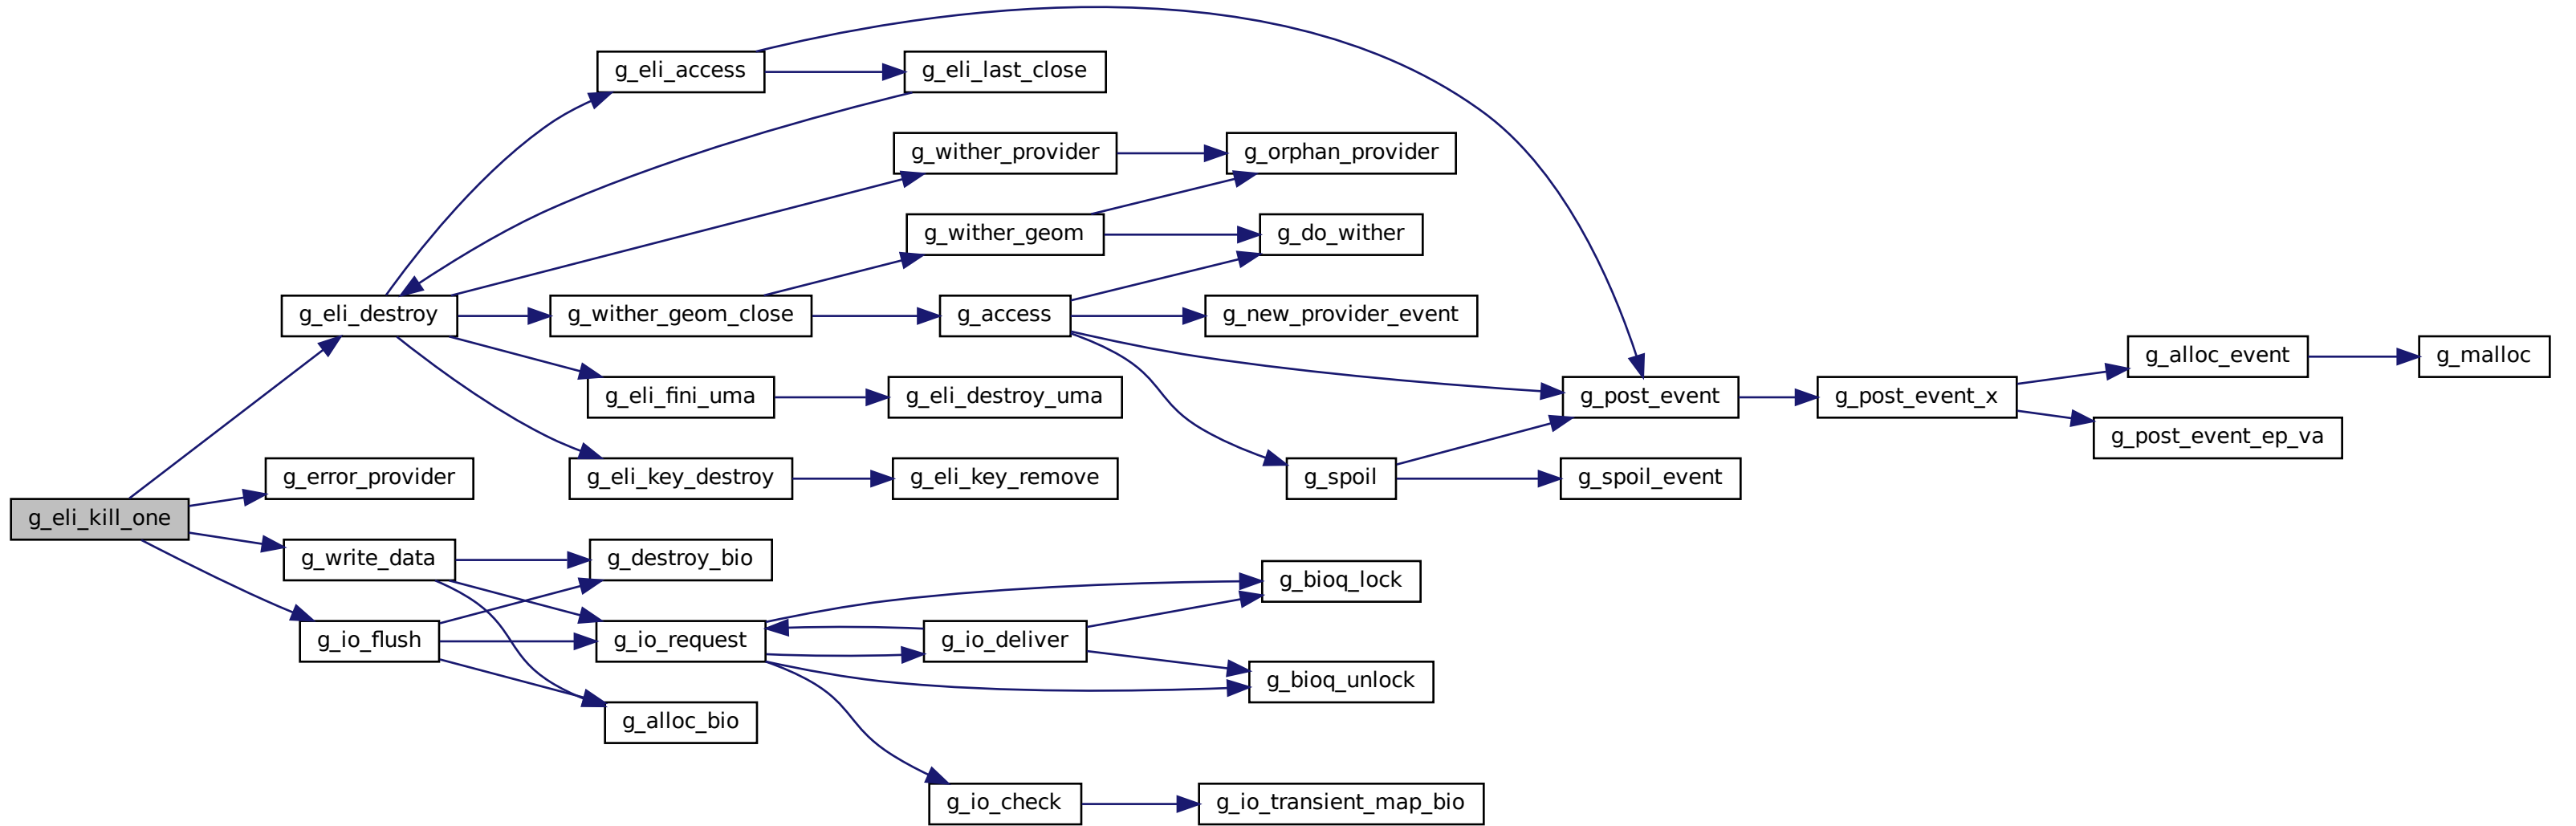 g_eli_access
g_eli_last_close
g_wither_provider
g_orphan_provider
g_wither_geom
g_do_wither
g_eli_destroy
g_wither_geom_close
g_access
g_new_provider_event
g_alloc_event
g_malloc
g_eli_fini_uma
g_eli_destroy_uma
g_post_event
g_post_event_x
g_post_event_ep_va
g_error_provider
g_eli_key_destroy
g_eli_key_remove
g_spoil
g_spoil_event
g_eli_kill_one
g_write_data
g_destroy_bio
g_bioq_lock
g_io_flush
g_io_request
g_io_deliver
g_bioq_unlock
g_alloc_bio
g_io_check
g_io_transient_map_bio